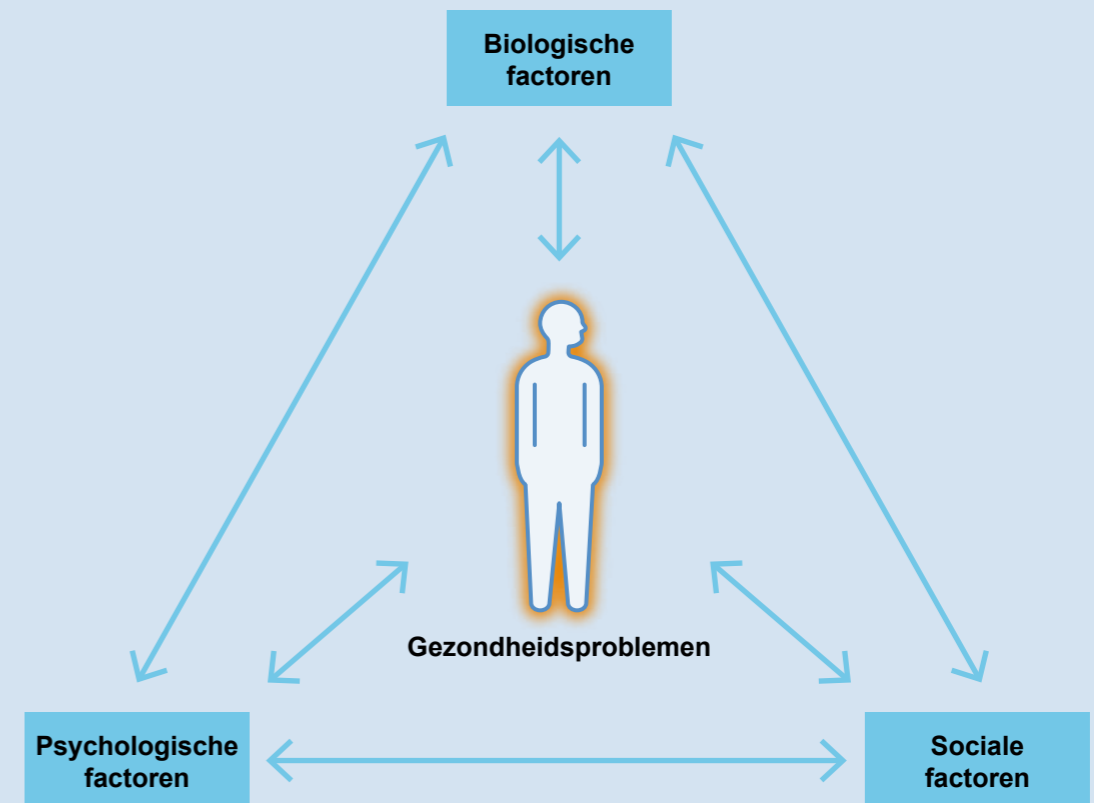 Biologische
factoren
Gezondheidsproblemen
Psychologische
factoren
Sociale
factoren